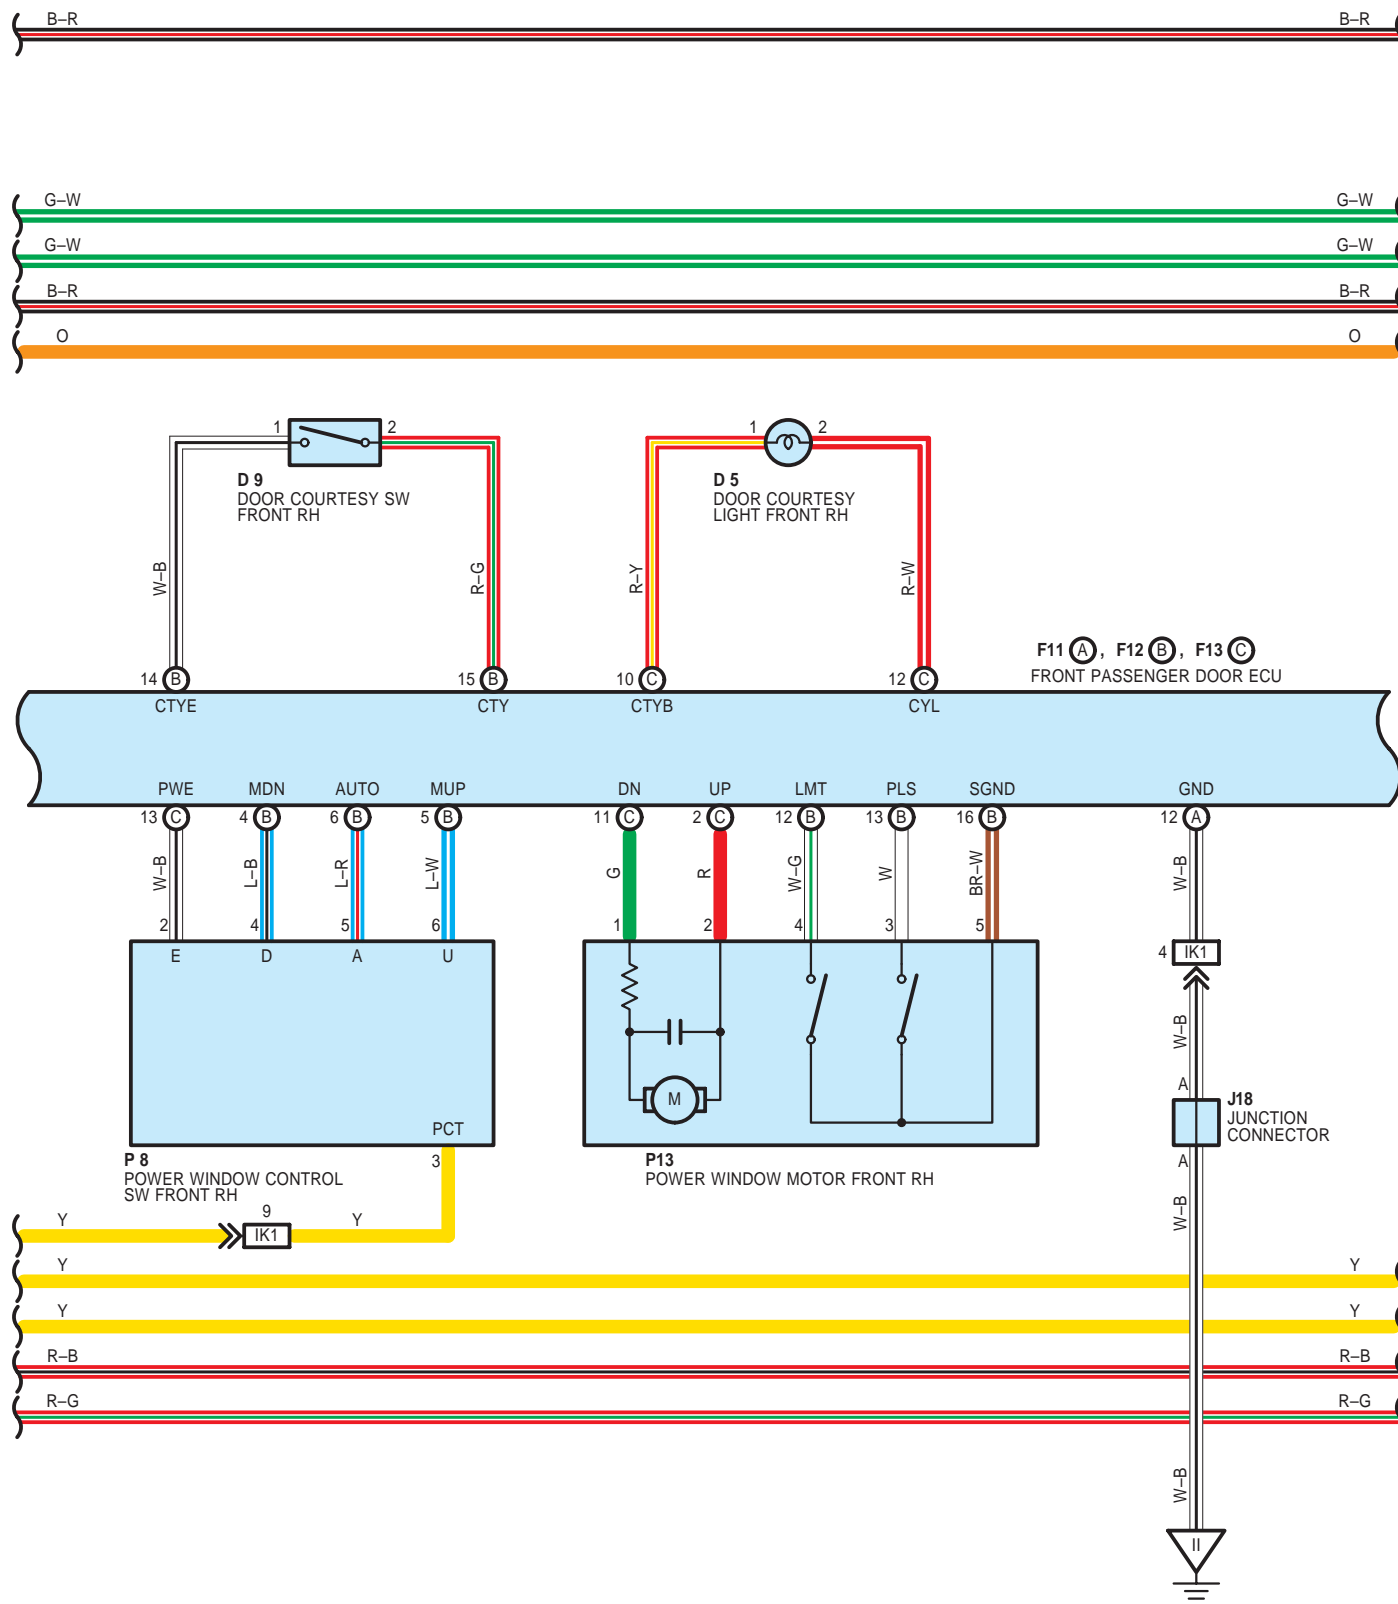 B–R B–R
G–W G–W
G–W G–W
B–R B–R
O O
1 2 1 2
D 9
DOOR COURTESY SW
FRONT RH
D 5
DOOR COURTESY
LIGHT FRONT RH
W–B R–G R–Y R–W
F11 A , F12 B , F13 C
FRONT PASSENGER DOOR ECU
14 B 15 B 10 C 12 C
CTYE CTY CTYB CYL
PWE MDN AUTO MUP DN UP LMT PLS SGND GND
13 C 4 B 6 B 5 B 11 C 2 C 12 B 13 B 16 B 12 A
W–B L–B L–R L–W G R W–G W BR–W W–B
2 4 5 6 1 2 4 3 5
E D A U
4 IK1
W–B
M
A
J18
JUNCTION
CONNECTOR
A
PCT
3
P 8
POWER WINDOW CONTROL
SW FRONT RH
P13
POWER WINDOW MOTOR FRONT RH
W–B
Y 9 IK1 Y
Y Y
Y Y
R–B R–B
R–G R–G
W–B
II